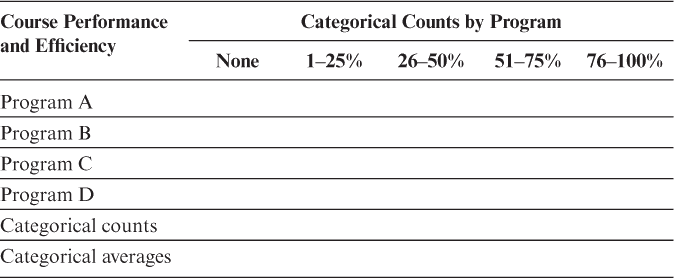 Course Performance
and Efficiency
Categorical Counts by Program
None 1–25% 26–50% 51–75% 76–100%
Program A
Program B
Program C
Program D
Categorical counts
Categorical averages